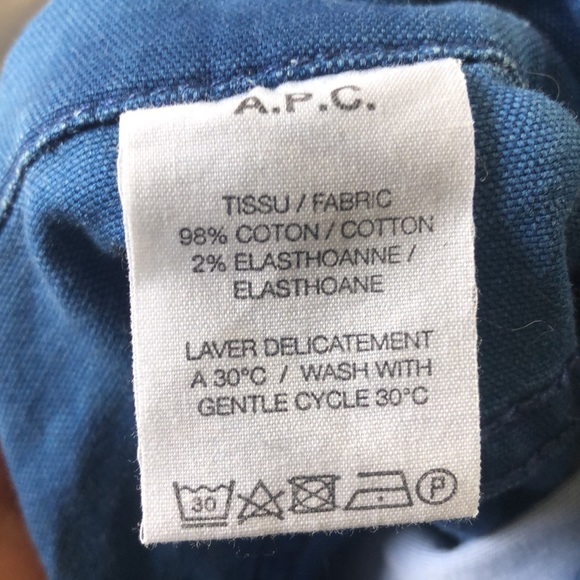 A.P.C.
TISSU / FABRIC
98% COTON / COTTON
2% ELASTHOANNE /
ELASTHOANE
LAVER DELICATEMENT
A 30°C / WASH WITH
GENTLE CYCLE 30°C
30 P